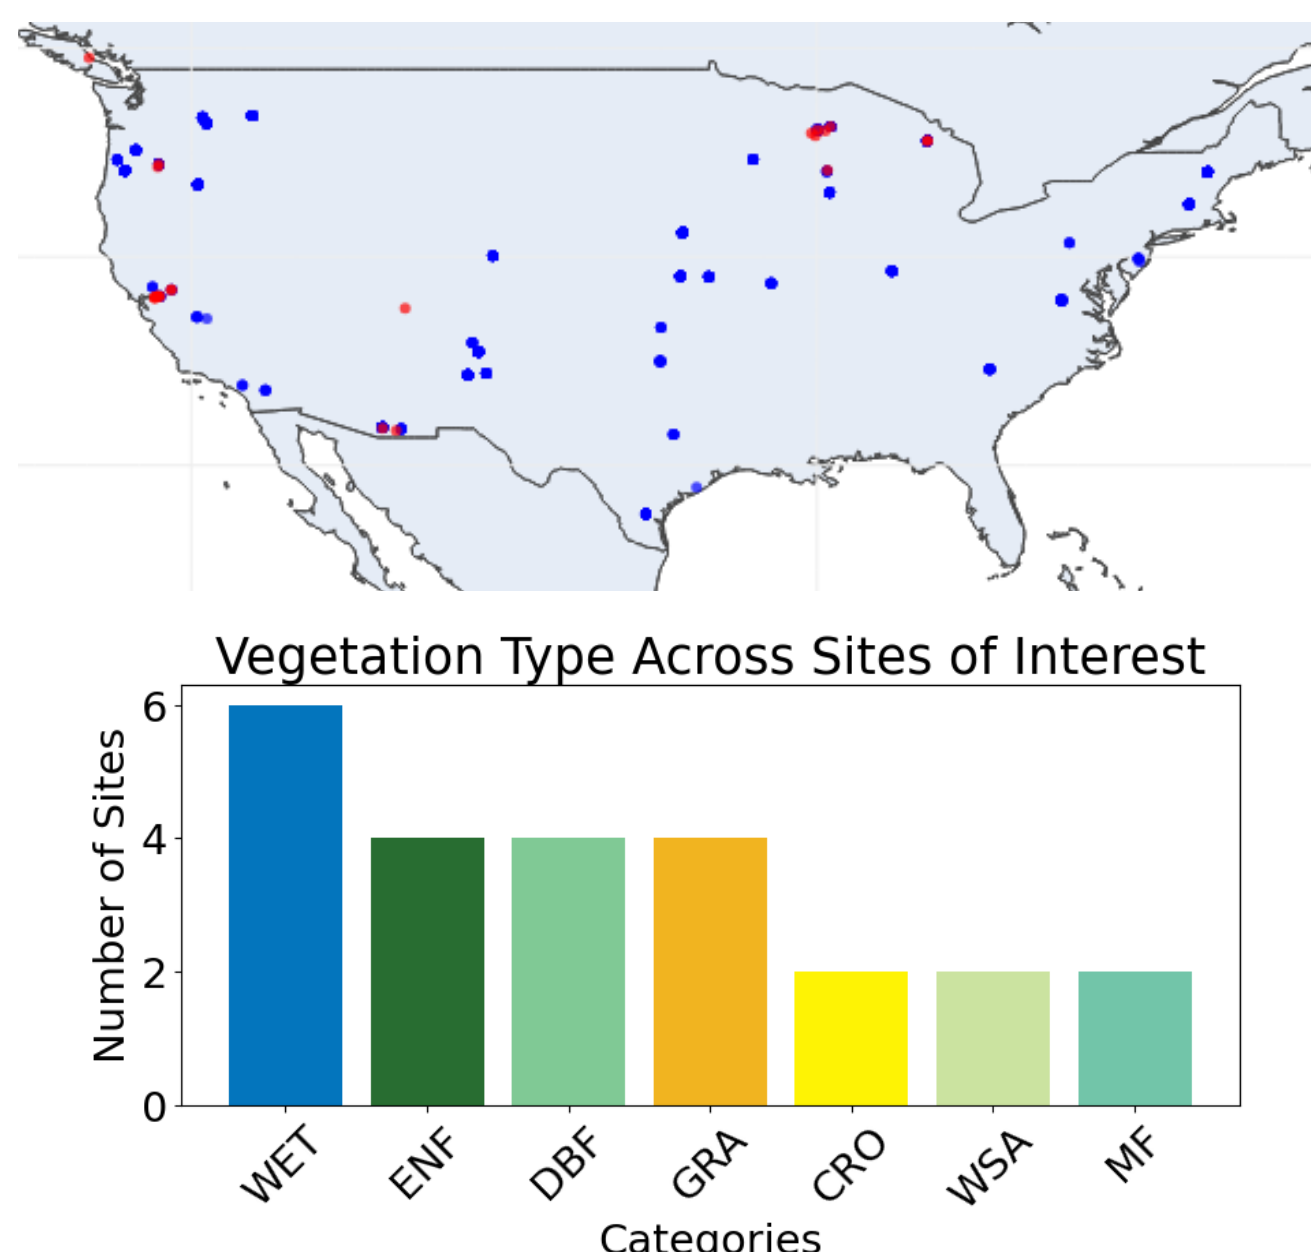 Vegetation Type Across Sites of Interest
Number of Sites
6
4
2
0
WET
ENF
DBF
GRA
CRO
WSA
MF
Categories